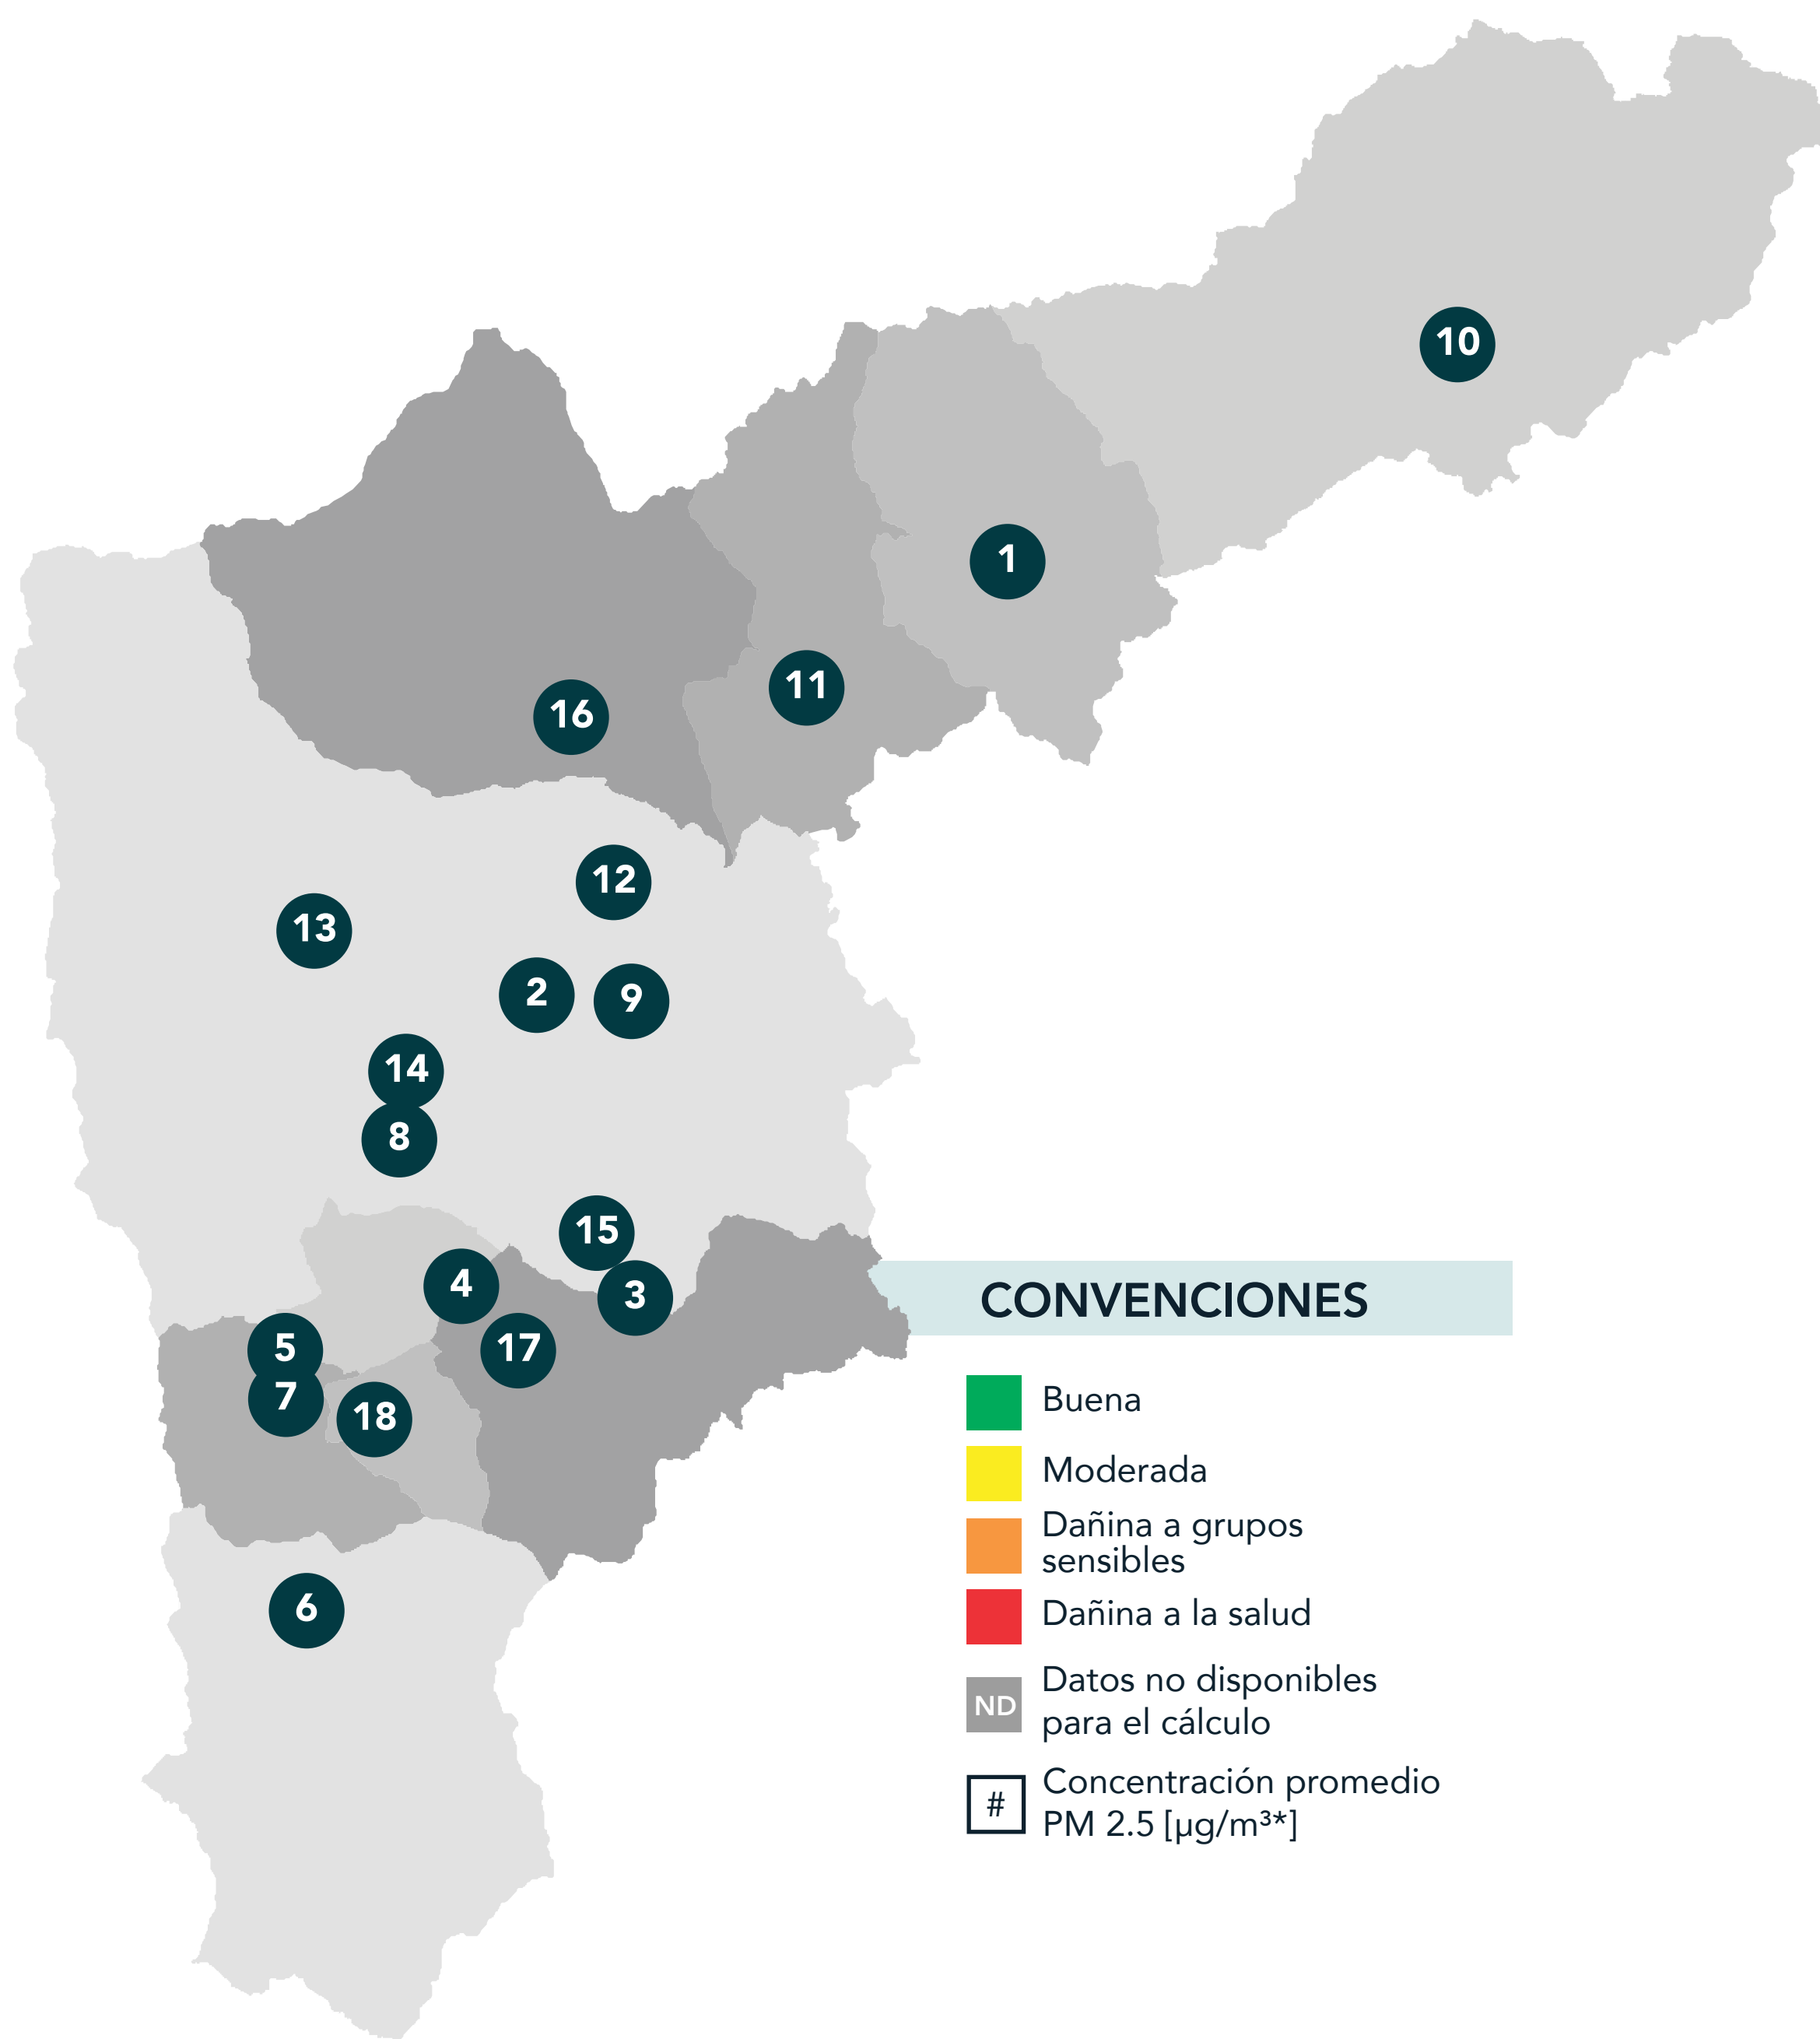 10
1
11
16
12
13
2
9
14
8
15
4
3
5
17
7
18
6
CONVENCIONES
Buena
Moderada
Dañina a grupos
sensibles
Dañina a la salud
ND
Datos no disponibles
para el cálculo
#
Concentración promedio
PM 2.5 [µg/m³*]